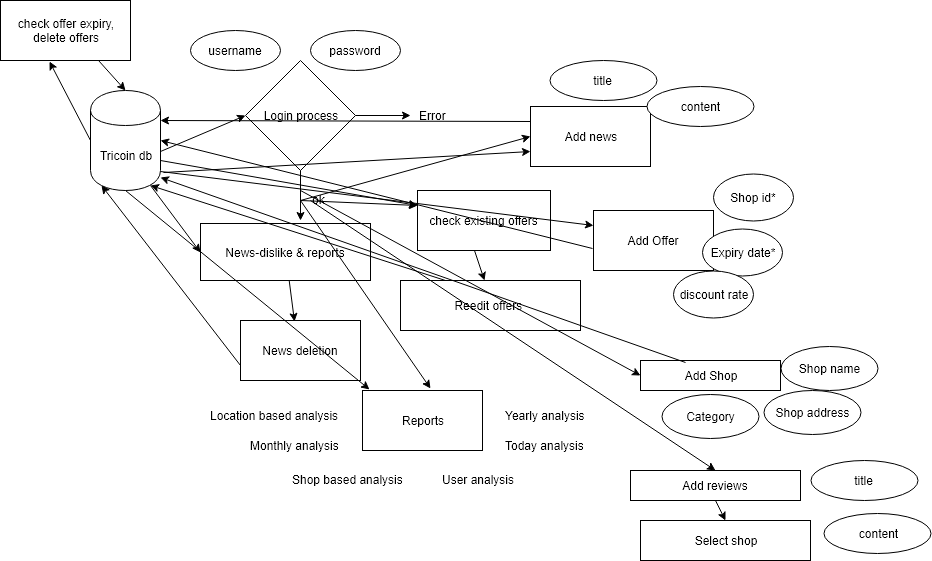 check offer expiry,
delete offers
username
password
title
content
Login process
Error
Add news
Tricoin db
ok
Shop id*
check existing offers
Add Offer
Expiry date*
News-dislike & reports
discount rate
Reedit offers
News deletion
Add Shop
Shop name
Location based analysis
Reports
Yearly analysis
Category
Shop address
Monthly analysis
Today analysis
Shop based analysis
User analysis
Add reviews
title
Select shop
content